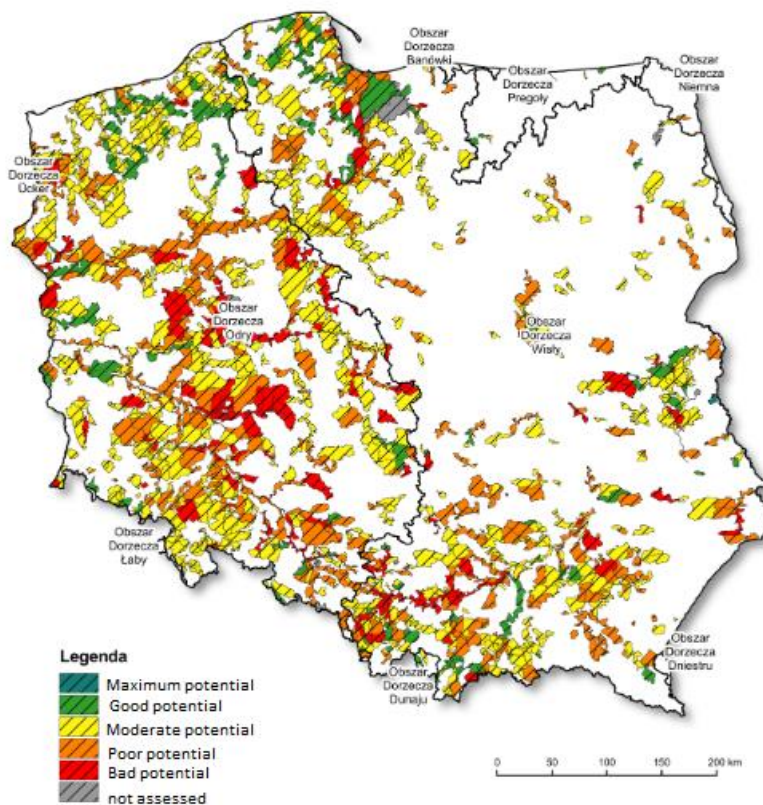 Obszar
Dorzecza
Banówki
Obszar
Dorzecza
Pregoły
Obszar
Dorzecza
Niemna
Obszar
Dorzecza
Ücker
Obszar
Dorzecza
Odry
Obszar
Dorzecza
Wisły
Obszar
Dorzecza
Łaby
Obszar
Dorzecza
Dunaju
Obszar
Dorzecza
Dniestru
Legenda
Maximum potential
Good potential
Moderate potential
Poor potential
Bad potential
not assessed
0 50 100 150 200 km